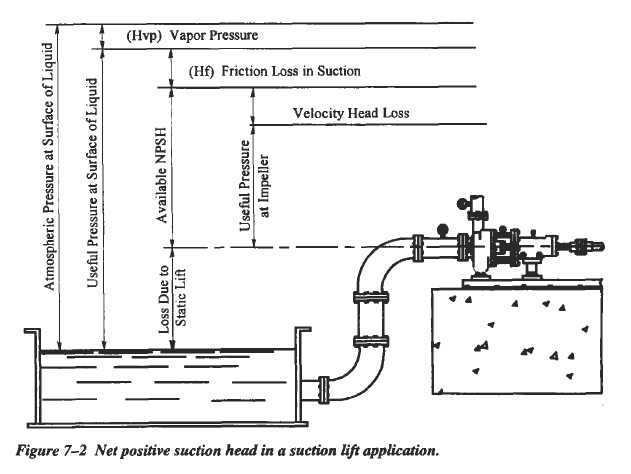 (Hvp) Vapor Pressure
(Hf) Friction Loss in Suction
Velocity Head Loss
Atmospheric Pressure at Surface of Liquid
Useful Pressure at Surface of Liquid
Available NPSH
Useful Pressure
at Impeller
Loss Due to
Static Lift
Figure 7–2 Net positive suction head in a suction lift application.